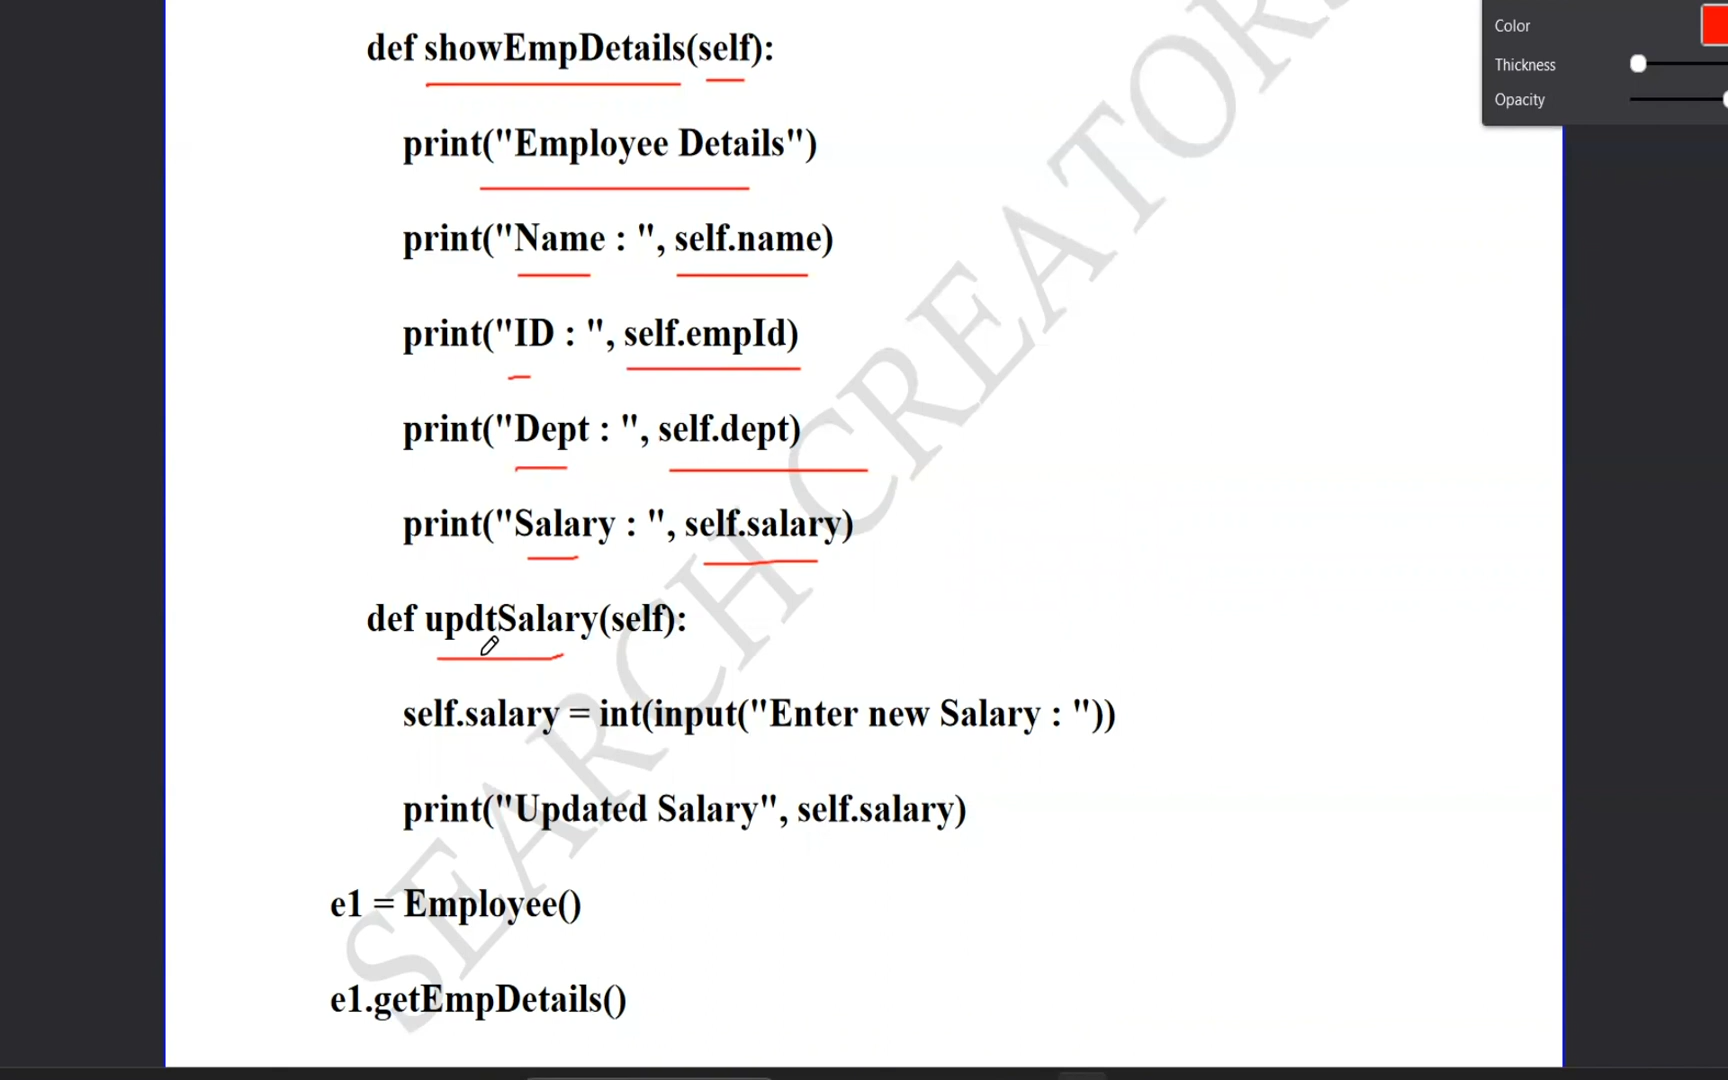 def showEmpDetails(self):
print("Employee Details")
print("Name : ", self.name)
print("ID : ", self.empId)
print("Dept : ", self.dept)
print("Salary : ", self.salary)
def updtSalary(self):
self.salary = int(input("Enter new Salary : "))
print("Updated Salary", self.salary)
e1 = Employee()
e1.getEmpDetails()
SEARCH CREATORS
Color
Thickness
Opacity